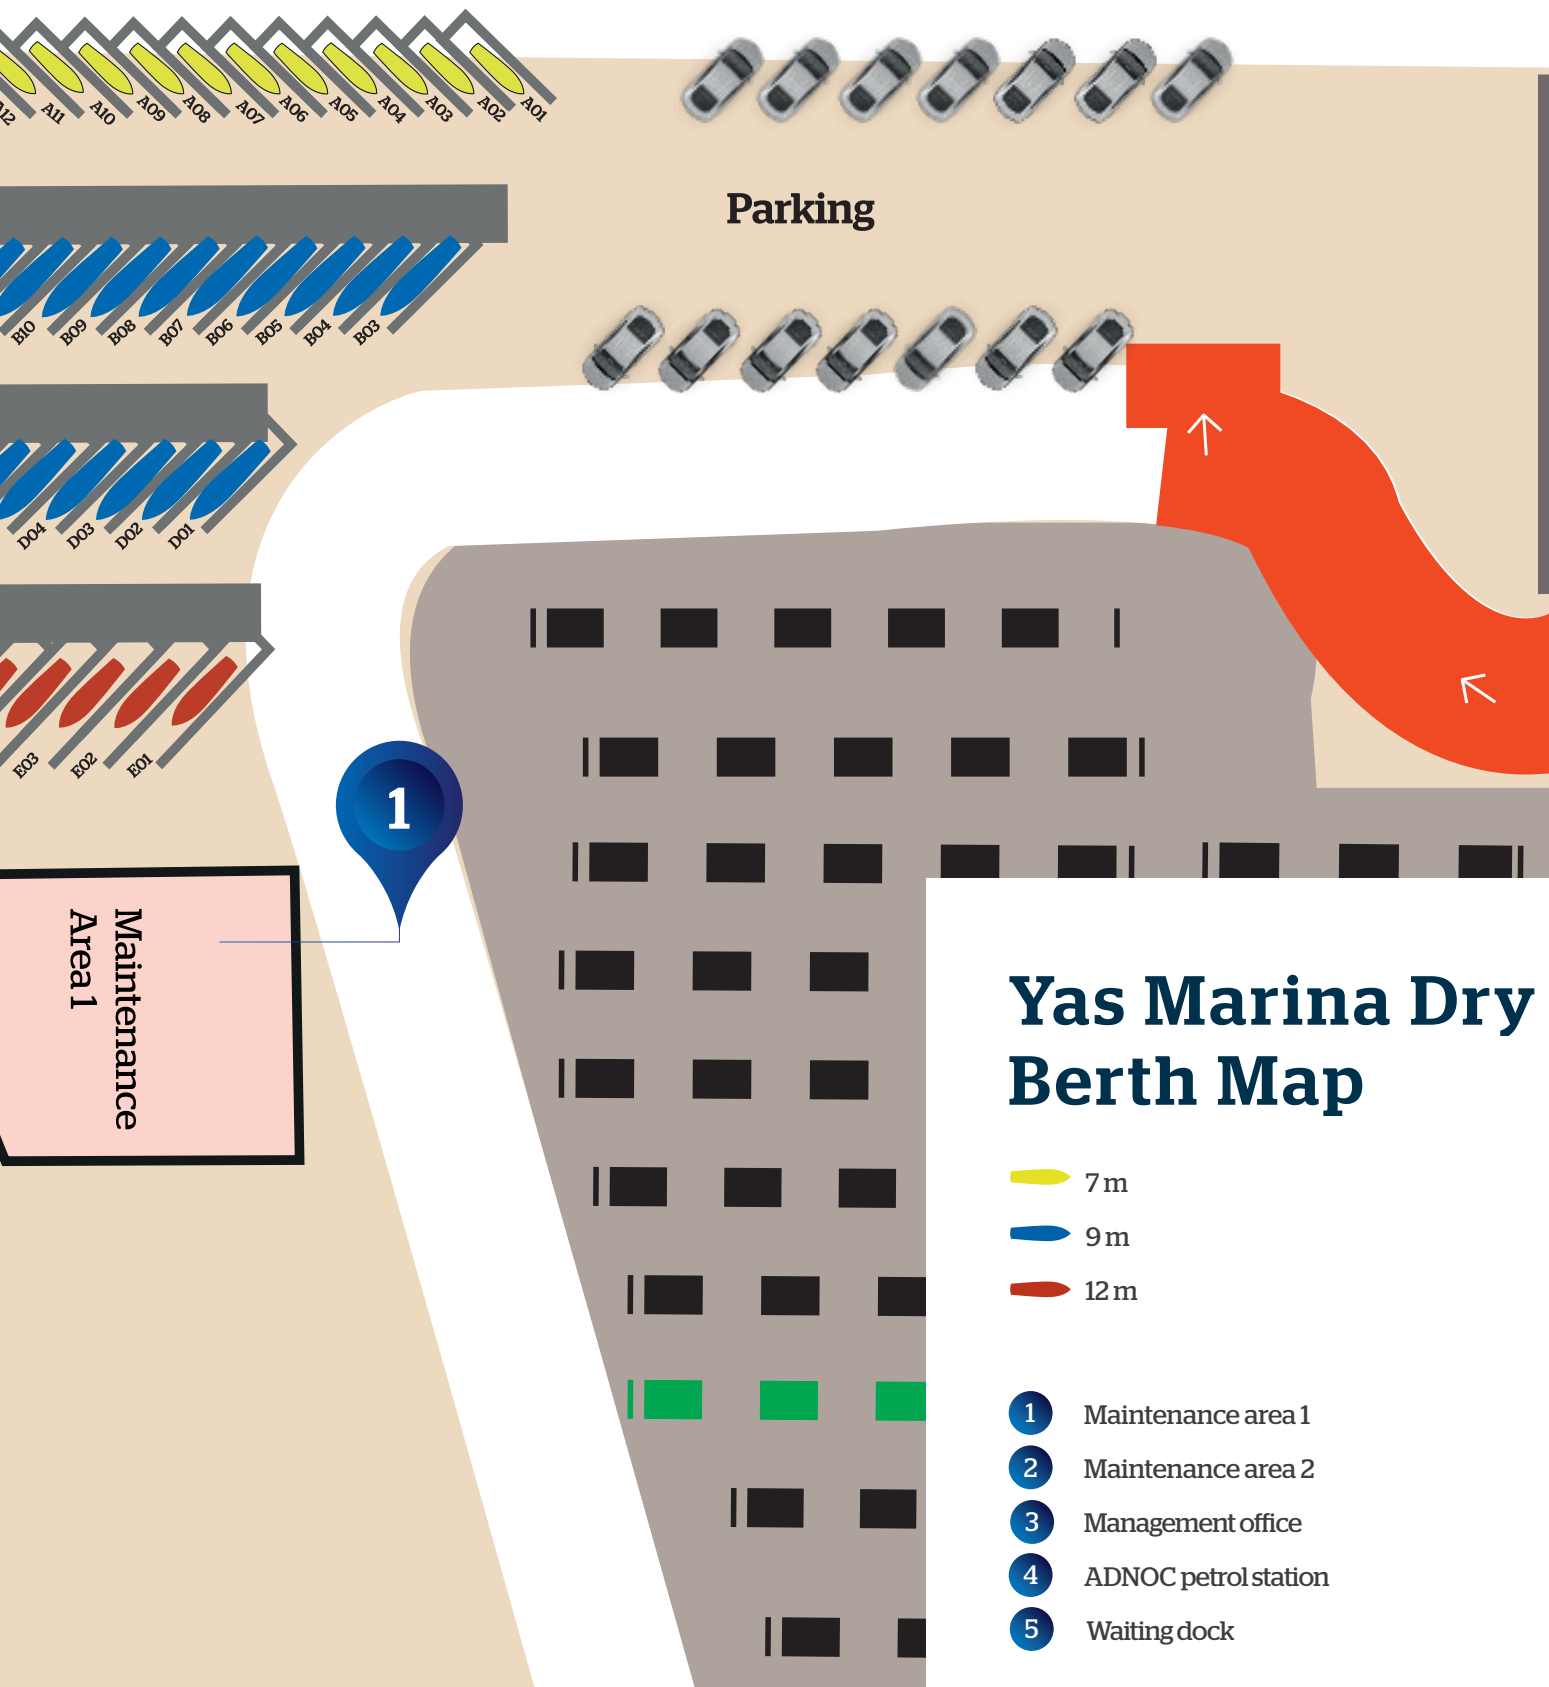 A12
A11
A10
A09
A08
A07
A06
A05
A04
A03
A02
A01
Parking
B10
B09
B08
B07
B06
B05
B04
B03
D04
D03
D02
D01
E03
E02
E01
1
Maintenance
Area 1
Yas Marina Dry
Berth Map
7 m
9 m
12 m
1 Maintenance area 1
2 Maintenance area 2
3 Management office
4 ADNOC petrol station
5 Waiting dock